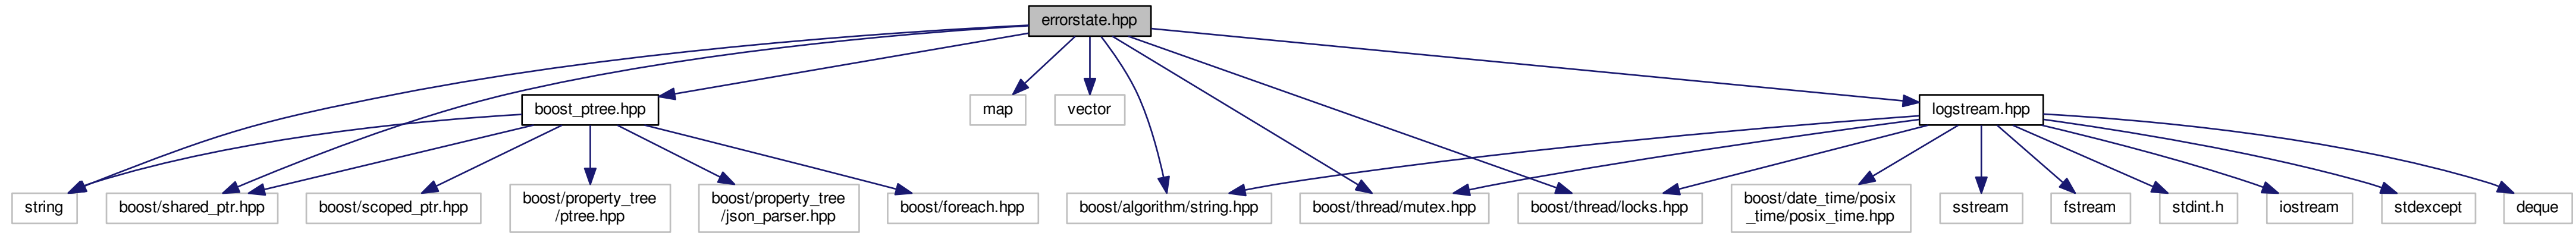 errorstate.hpp
boost_ptree.hpp
map
vector
logstream.hpp
string
boost/shared_ptr.hpp
boost/scoped_ptr.hpp
boost/property_tree
/ptree.hpp
boost/property_tree
/json_parser.hpp
boost/foreach.hpp
boost/algorithm/string.hpp
boost/thread/mutex.hpp
boost/thread/locks.hpp
boost/date_time/posix
_time/posix_time.hpp
sstream
fstream
stdint.h
iostream
stdexcept
deque